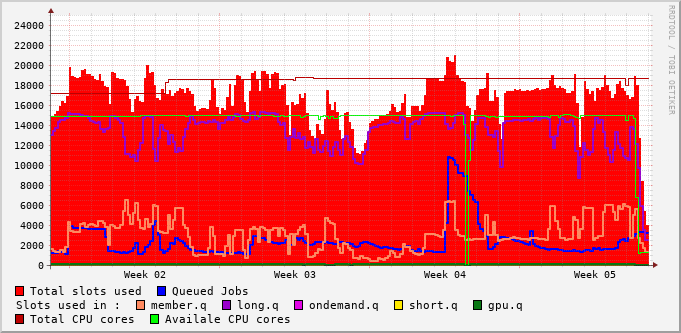 RRDTOOL / TOBI OETIKER
24000
22000
20000
18000
16000
14000
12000
10000
8000
6000
4000
2000
0
Week 02 Week 03 Week 04 Week 05
Total slots used Queued Jobs
Slots used in : member.q long.q ondemand.q short.q gpu.q
Total CPU cores Availale CPU cores